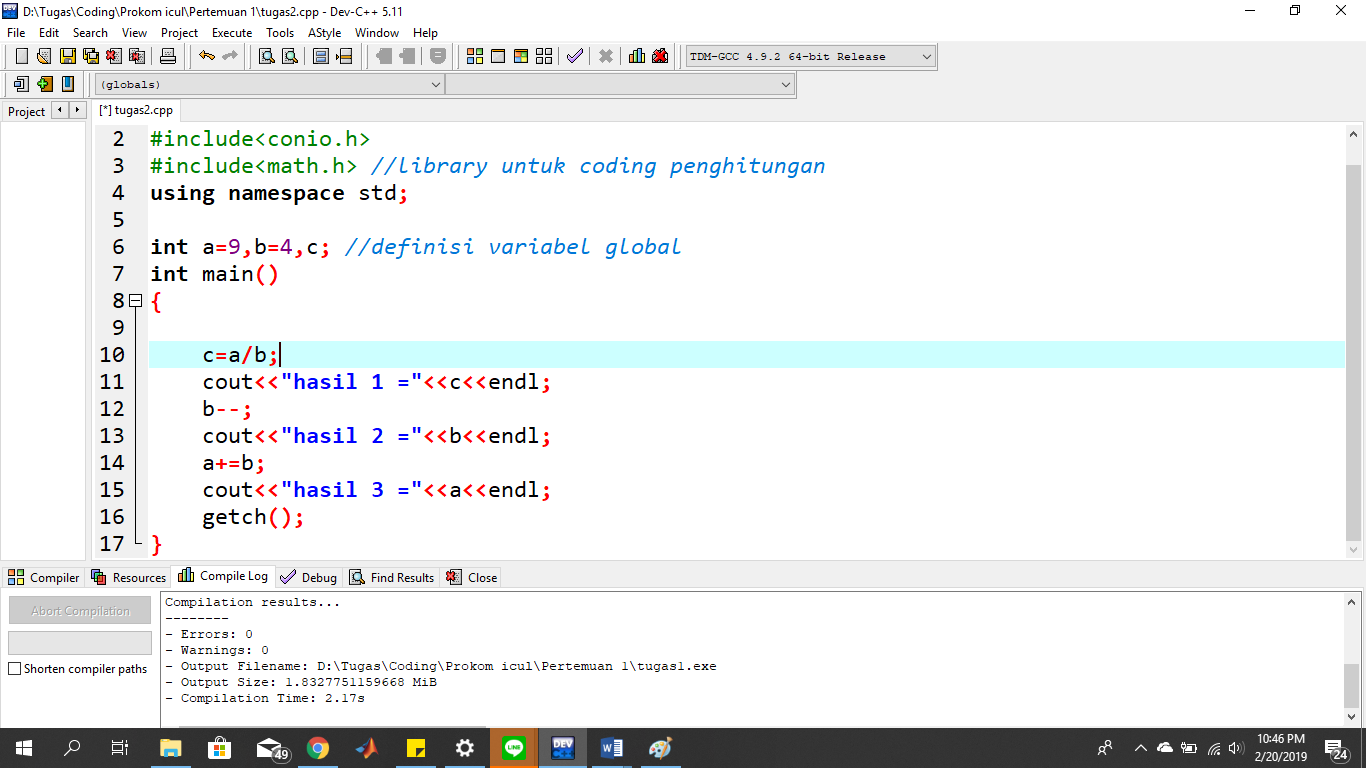 D:\Tugas\Coding\Prokom icul\Pertemuan 1\tugas2.cpp - Dev-C++ 5.11
File Edit Search View Project Execute Tools AStyle Window Help
TDM-GCC 4.9.2 64-bit Release
(globals)
Project [*] tugas2.cpp
2 #include<conio.h>
3 #include<math.h> //library untuk coding penghitungan
4 using namespace std;
5
6 int a=9,b=4,c; //definisi variabel global
7 int main()
8 {
9
10 c=a/b;
11 cout<<"hasil 1 ="<<c<<endl;
12 b--;
13 cout<<"hasil 2 ="<<b<<endl;
14 a+=b;
15 cout<<"hasil 3 ="<<a<<endl;
16 getch();
17 }
Compiler Resources Compile Log Debug Find Results Close
Abort Compilation
Shorten compiler paths
Compilation results...
--------
- Errors: 0
- Warnings: 0
- Output Filename: D:\Tugas\Coding\Prokom icul\Pertemuan 1\tugas1.exe
- Output Size: 1.8327751159668 MiB
- Compilation Time: 2.17s
49
LINE
DEV
10:46 PM
2/20/2019
24